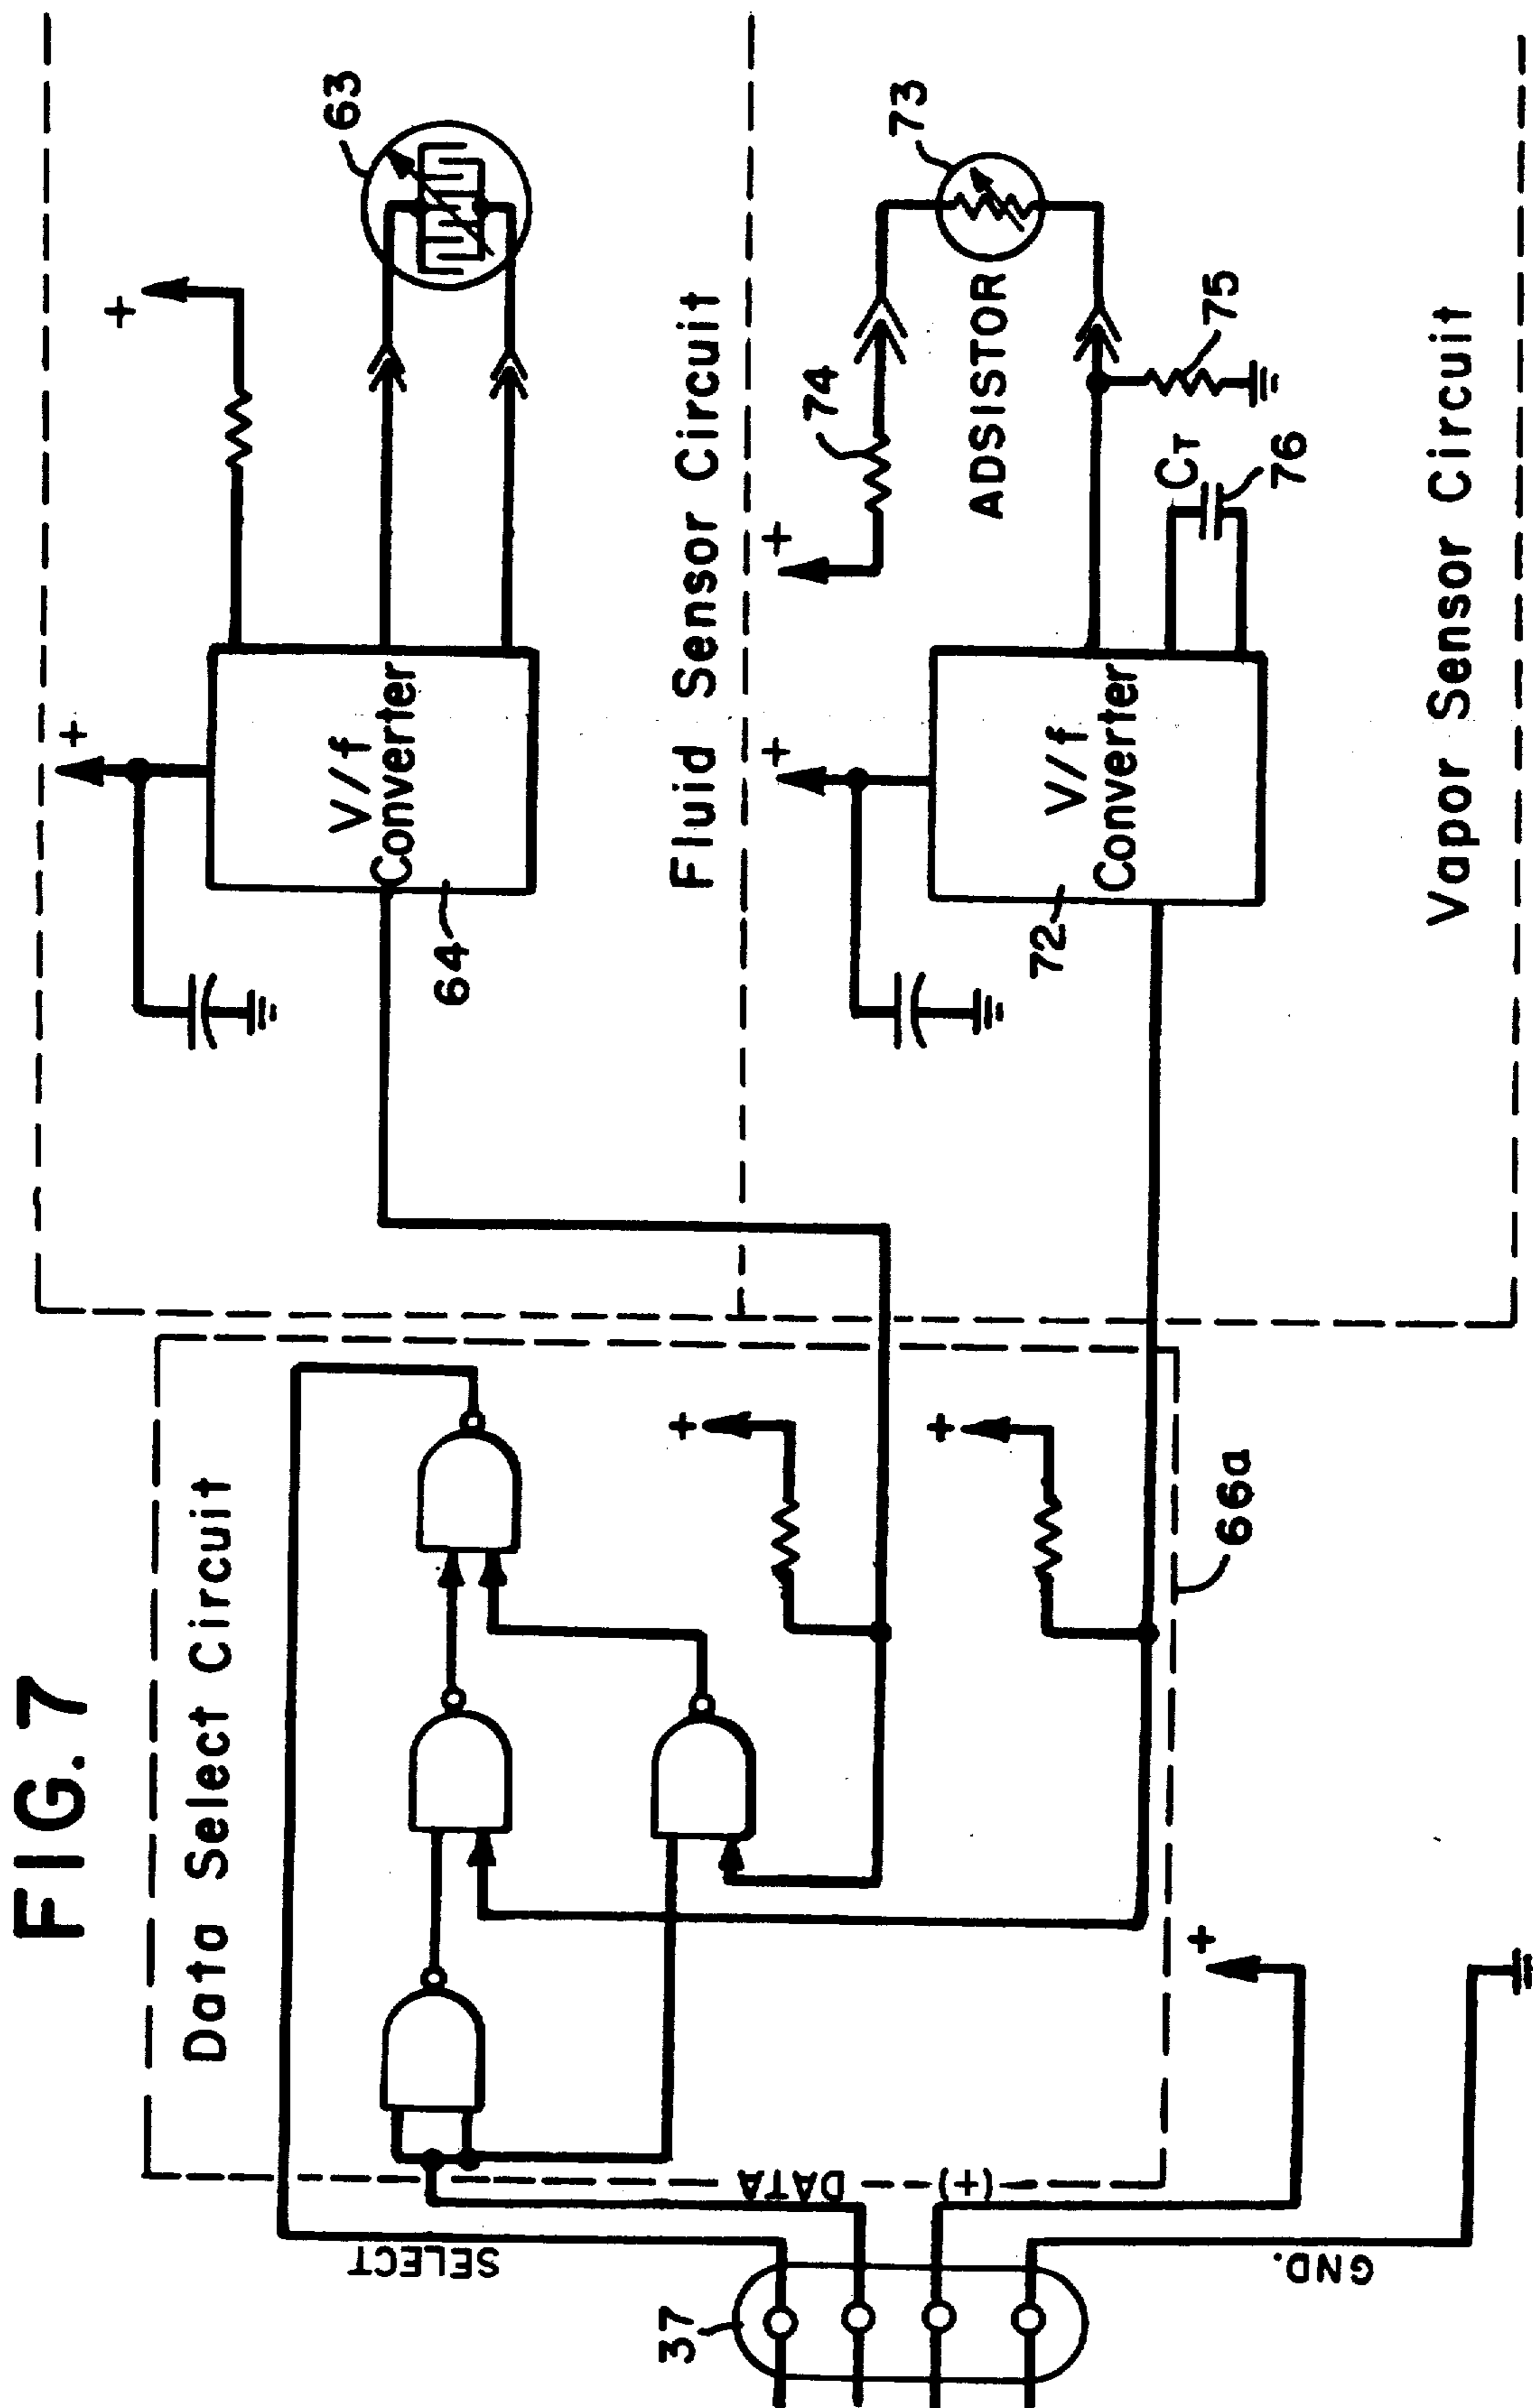 FIG. 7
Data Select Circuit
SELECT
DATA
(+)
GND.
37
66a
+
+
+
Fluid Sensor Circuit
+
+
V/f
Converter
64
63
Vapor Sensor Circuit
+
+
V/f
Converter
72
74
73
ADSISTOR
75
CT
76